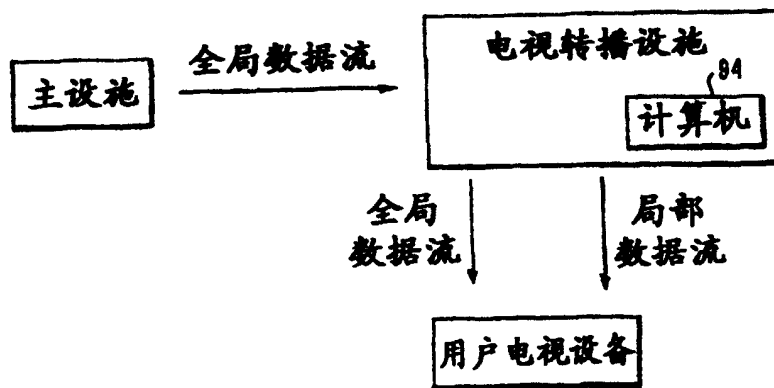 电视转播设施
94
全局数据流
主设施
计算机
全局
数据流
局部
数据流
用户电视设备